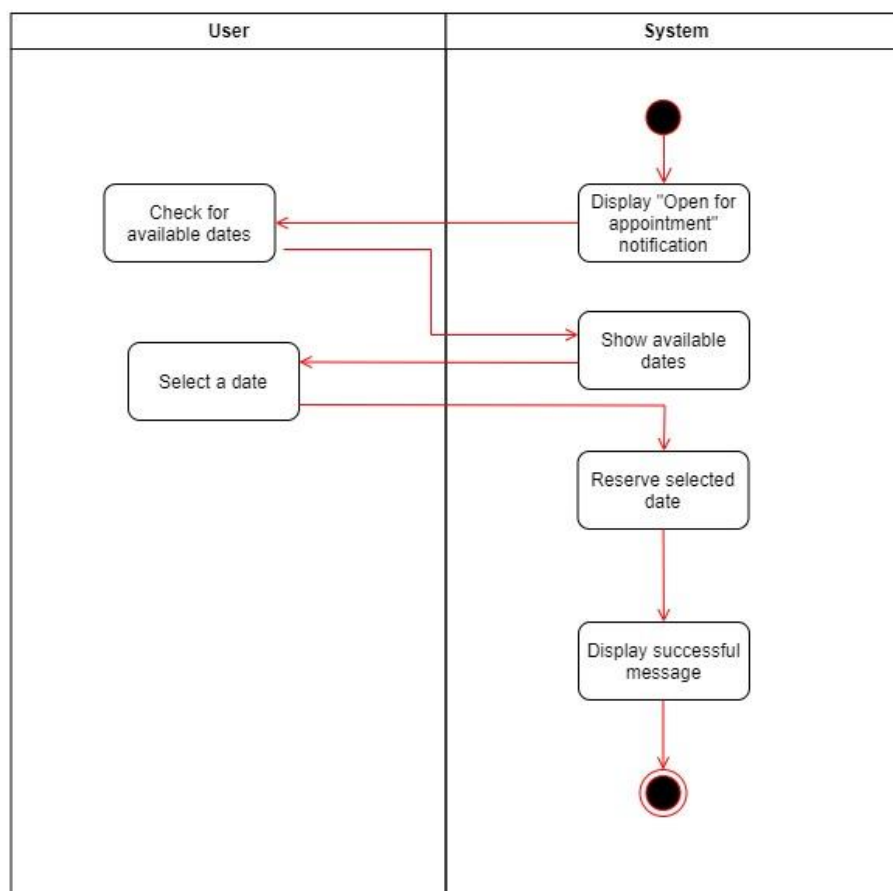 User
System
Display "Open for
appointment"
notification
Check for
available dates
Show available
dates
Select a date
Reserve selected
date
Display successful
message